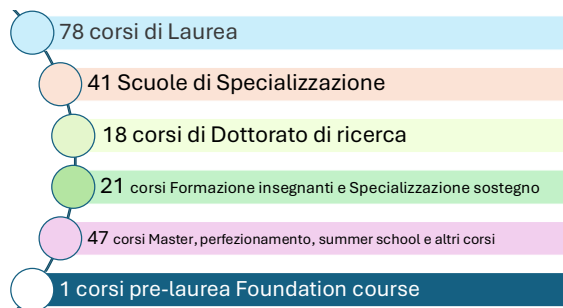 78 corsi di Laurea
41 Scuole di Specializzazione
18 corsi di Dottorato di ricerca
21 corsi Formazione insegnanti e Specializzazione sostegno
47 corsi Master, perfezionamento, summer school e altri corsi
1 corsi pre-laurea Foundation course